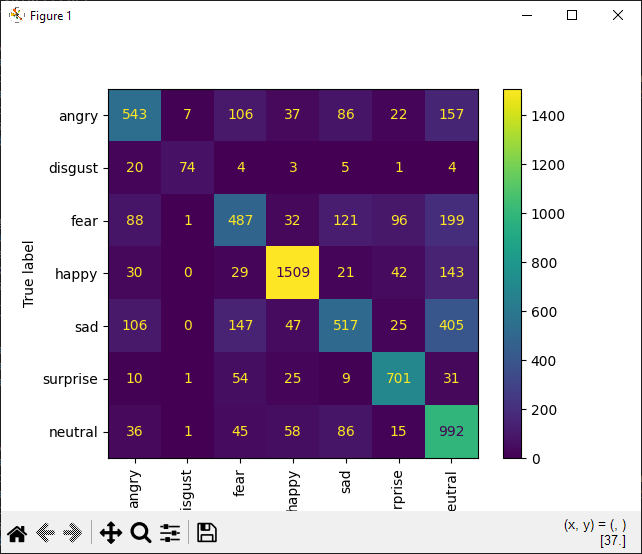 Figure 1
angry 543 7 106 37 86 22 157
disgust 20 74 4 3 5 1 4
fear 88 1 487 32 121 96 199
happy 30 0 29 1509 21 42 143
sad 106 0 147 47 517 25 405
surprise 10 1 54 25 9 701 31
neutral 36 1 45 58 86 15 992
True label
angry isgust fear happy sad rprise eutral
1400
1200
1000
800
600
400
200
0
(x, y) = (, )
[37.]